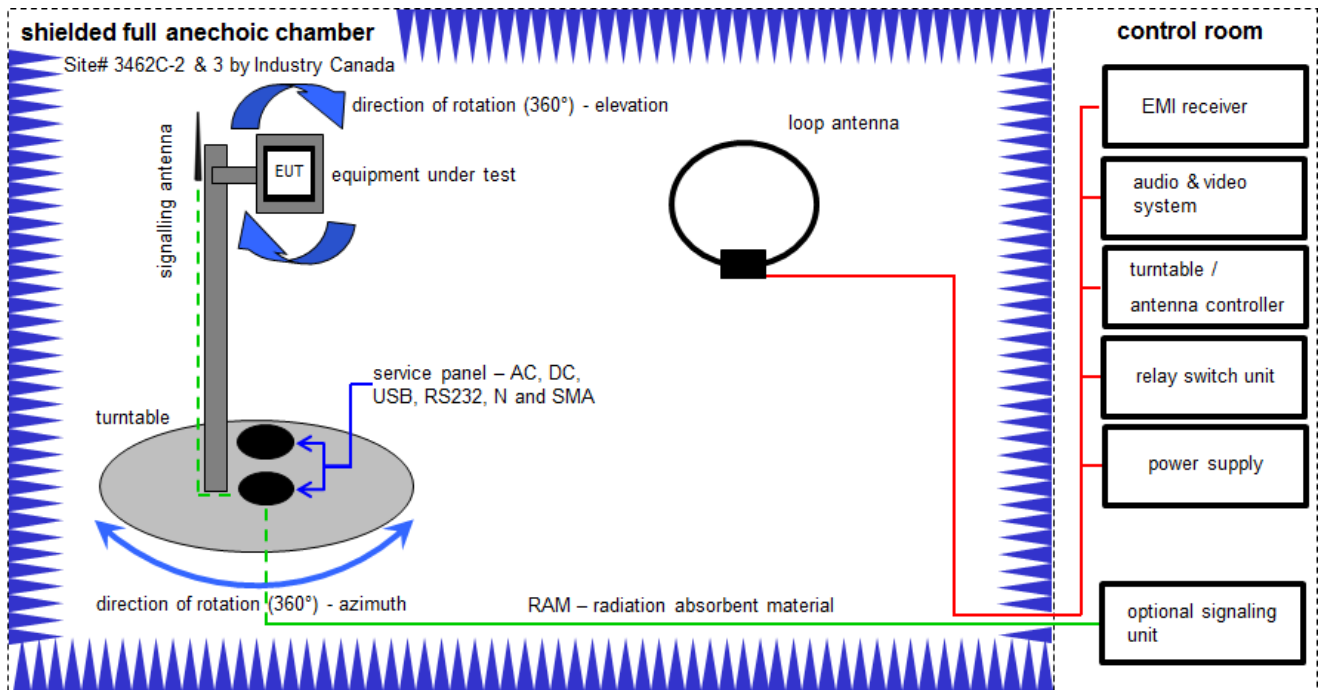 shielded full anechoic chamber
Site# 3462C-2 & 3 by Industry Canada
direction of rotation (360°) - elevation
signalling antenna
EUT
equipment under test
loop antenna
service panel – AC, DC,
USB, RS232, N and SMA
turntable
direction of rotation (360°) - azimuth
RAM – radiation absorbent material
control room
EMI receiver
audio & video
system
turntable /
antenna controller
relay switch unit
power supply
optional signaling
unit